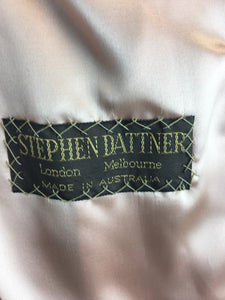 STEPHEN DATTNER
London Melbourne
MADE IN AUSTRALIA